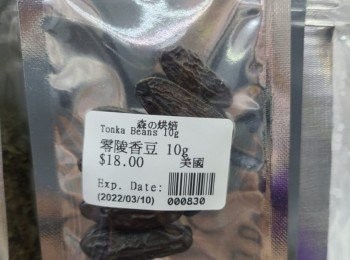 森の烘焙
Tonka Beans 10g
零陵香豆 10g
$18.00 美國
Exp. Date:
(2022/03/10) 000830